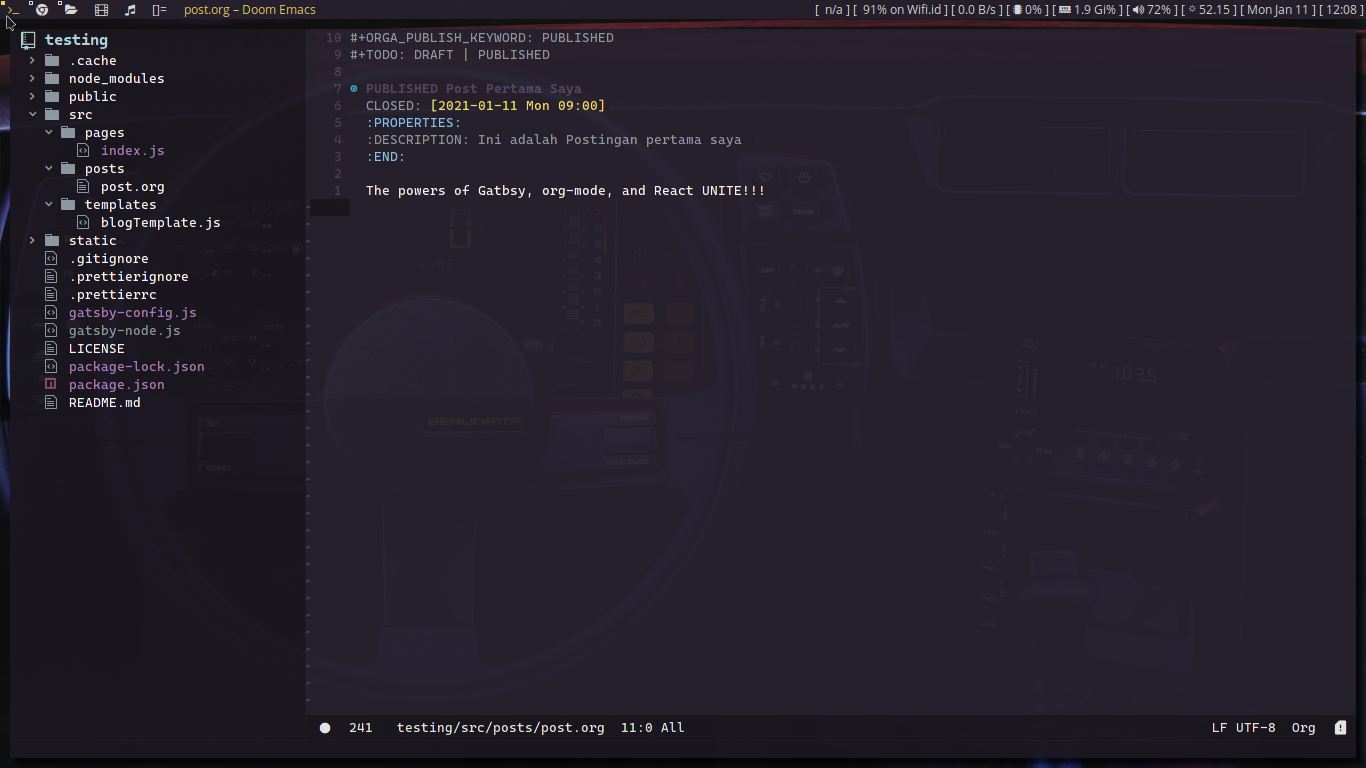 >_ []= post.org – Doom Emacs [ n/a ] [ 91% on Wifi.id ] [ 0.0 B/s ] [ 0% ] [ 1.9 Gi% ] [ 72% ] [ 52.15 ] [ Mon Jan 11 ] [ 12:08 ]
testing
.cache
node_modules
public
src
pages
index.js
posts
post.org
templates
blogTemplate.js
static
.gitignore
.prettierignore
.prettierrc
gatsby-config.js
gatsby-node.js
LICENSE
package-lock.json
package.json
README.md
10 #+ORGA_PUBLISH_KEYWORD: PUBLISHED
9 #+TODO: DRAFT | PUBLISHED
8
7 PUBLISHED Post Pertama Saya
6 CLOSED: [2021-01-11 Mon 09:00]
5 :PROPERTIES:
4 :DESCRIPTION: Ini adalah Postingan pertama saya
3 :END:
2
1 The powers of Gatbsy, org-mode, and React UNITE!!!
BERLINETTA
103.5
241 testing/src/posts/post.org 11:0 All LF UTF-8 Org